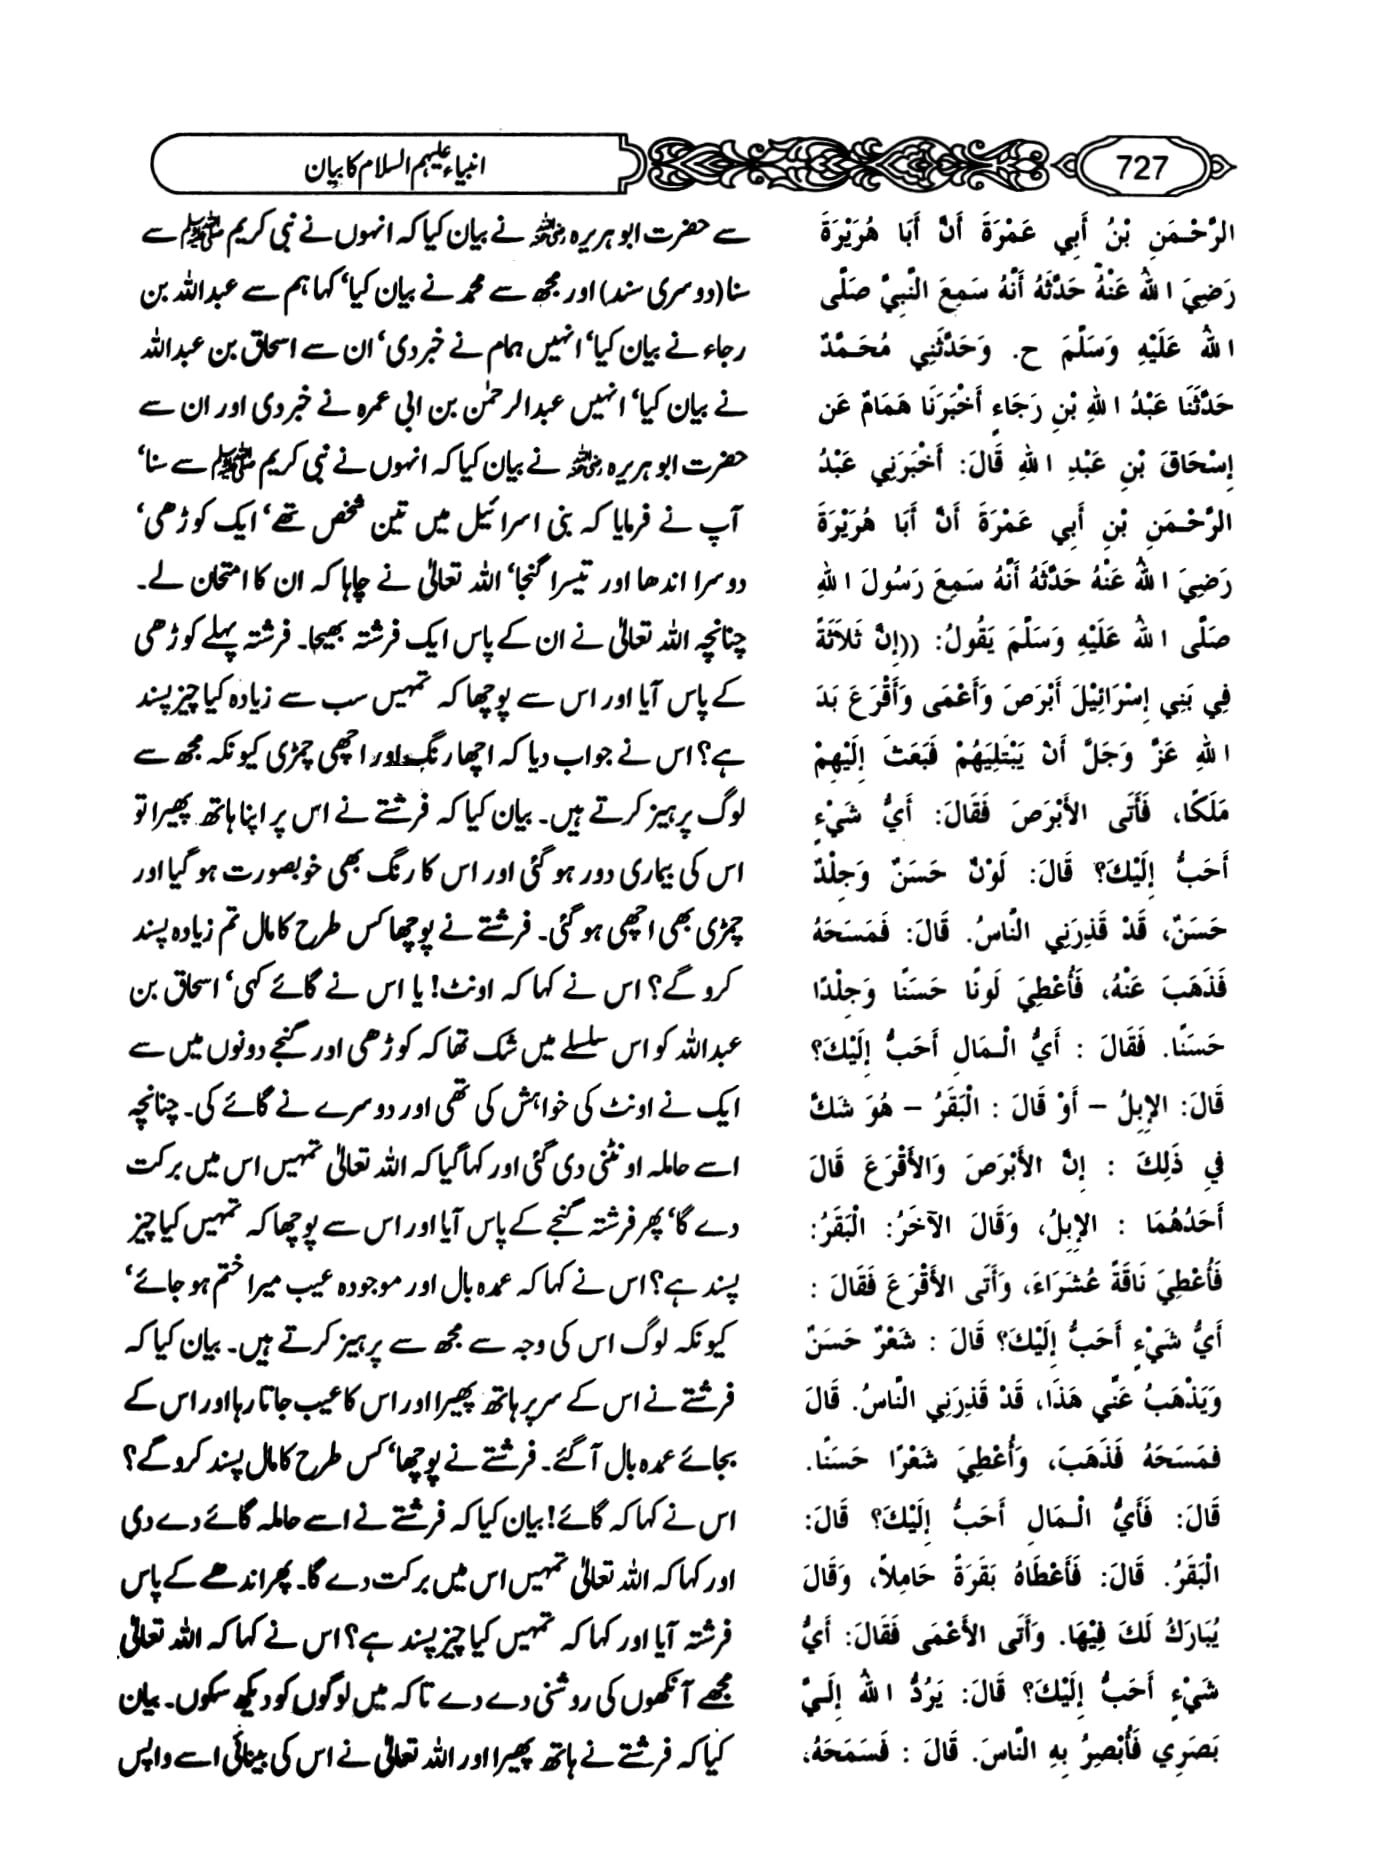 727
انبیاء علیہم السلام کا بیان
الرَّحْمَنِ بْنُ أَبِي عَمْرَةَ أَنَّ أَبَا هُرَيْرَةَ
رَضِيَ اللهُ عَنْهُ حَدَّثَهُ أَنَّهُ سَمِعَ النَّبِيَّ صَلَّى
اللهُ عَلَيْهِ وَسَلَّمَ ح. وَحَدَّثَنِي مُحَمَّدٌ
حَدَّثَنَا عَبْدُ اللهِ بْنِ رَجَاءٍ أَخْبَرَنَا هَمَامٌ عَن
إِسْحَاقَ بْنِ عَبْدِ اللهِ قَالَ: أَخْبَرَنِي عَبْدُ
الرَّحْمَنِ بْنِ أَبِي عَمْرَةَ أَنَّ أَبَا هُرَيْرَةَ
رَضِيَ اللهُ عَنْهُ حَدَّثَهُ أَنَّهُ سَمِعَ رَسُولَ اللهِ
صَلَّى اللهُ عَلَيْهِ وَسَلَّمَ يَقُولُ: ((إِنَّ ثَلاَثَةً
فِي بَنِي إِسْرَائِيْلَ أَبْرَصَ وَأَعْمَى وَأَقْرَعَ بَدَ
اللهِ عَزَّ وَجَلَّ أَنْ يَبْتَلِيَهُمْ فَبَعَثَ إِلَيْهِمْ
مَلَكًا، فَأَتَى الأَبْرَصَ فَقَالَ: أَيُّ شَيْءٍ
أَحَبُّ إِلَيْكَ؟ قَالَ: لَوْنٌ حَسَنٌ وَجِلْدٌ
حَسَنٌ، قَدْ قَذِرَنِي النَّاسُ. قَالَ: فَمَسَحَهُ
فَذَهَبَ عَنْهُ، فَأُعْطِيَ لَونًا حَسَنًا وَجِلْدًا
حَسَنًا. فَقَالَ : أَيُّ الْمَالِ أَحَبُّ إِلَيْكَ؟
قَالَ: الإِبِلُ – أَوْ قَالَ : الْبَقَرُ – هُوَ شَكَّ
فِي ذَلِكَ : إِنَّ الأَبْرَصَ وَالأَقْرَعَ قَالَ
أَحَدُهُمَا : الإِبِلُ، وَقَالَ الآخَرُ: الْبَقَرُ:
فَأُعْطِيَ نَاقَةً عُشَرَاءَ، وَأَتَى الأَقْرَعَ فَقَالَ :
أَيُّ شَيْءٍ أَحَبُّ إِلَيْكَ؟ قَالَ : شَعْرٌ حَسَنٌ
وَيَذْهَبُ عَنِّي هَذَا، قَدْ قَذِرَنِي النَّاسُ. قَالَ
فمَسَحَهُ فَذَهَبَ، وَأُعْطِيَ شَعْرًا حَسَنًا.
قَالَ: فَأَيُّ الْمَالِ أَحَبُّ إِلَيْكَ؟ قَالَ:
الْبَقَرُ. قَالَ: فَأَعْطَاهُ بَقَرَةً حَامِلاً، وَقَالَ
يُبَارَكُ لَكَ فِيْهَا. وَأَتَى الأَعْمَى فَقَالَ: أَيُّ
شَيْءٍ أَحَبُّ إِلَيْكَ؟ قَالَ: يَرُدُّ اللهُ إِلَيَّ
بَصَرِي فَأُبْصِرُ بِهِ النَّاسَ. قَالَ : فَسَمَحَهُ،
سے حضرت ابو ہریرہ رضی اللہ عنہ نے بیان کیا کہ انہوں نے نبی کریم ﷺ سے
سنا (دوسری سند) اور مجھ سے محمد نے بیان کیا‘ کہا ہم سے عبداللہ بن
رجاء نے بیان کیا‘ انہیں ہمام نے خبر دی‘ ان سے اسحاق بن عبداللہ
نے بیان کیا‘ انہیں عبدالرحمٰن بن ابی عمرہ نے خبر دی اور ان سے
حضرت ابو ہریرہ رضی اللہ عنہ نے بیان کیا کہ انہوں نے نبی کریم ﷺ سے سنا‘
آپ نے فرمایا کہ بنی اسرائیل میں تین شخص تھے‘ ایک کوڑھی‘
دوسرا اندھا اور تیسرا گنجا‘ اللہ تعالیٰ نے چاہا کہ ان کا امتحان لے۔
چنانچہ اللہ تعالیٰ نے ان کے پاس ایک فرشتہ بھیجا۔ فرشتہ پہلے کوڑھی
کے پاس آیا اور اس سے پوچھا کہ تمہیں سب سے زیادہ کیا چیز پسند
ہے؟ اس نے جواب دیا کہ اچھا رنگ اور اچھی چمڑی کیونکہ مجھ سے
لوگ پرہیز کرتے ہیں۔ بیان کیا کہ فرشتے نے اس پر اپنا ہاتھ پھیرا تو
اس کی بیماری دور ہو گئی اور اس کا رنگ بھی خوبصورت ہو گیا اور
چمڑی بھی اچھی ہو گئی۔ فرشتے نے پوچھا کس طرح کا مال تم زیادہ پسند
کرو گے؟ اس نے کہا کہ اونٹ! یا اس نے گائے کہی‘ اسحاق بن
عبداللہ کو اس سلسلے میں شک تھا کہ کوڑھی اور گنجے دونوں میں سے
ایک نے اونٹ کی خواہش کی تھی اور دوسرے نے گائے کی۔ چنانچہ
اسے حاملہ اونٹنی دی گئی اور کہا گیا کہ اللہ تعالیٰ تمہیں اس میں برکت
دے گا‘ پھر فرشتہ گنجے کے پاس آیا اور اس سے پوچھا کہ تمہیں کیا چیز
پسند ہے؟ اس نے کہا کہ عمدہ بال اور موجودہ عیب میرا ختم ہو جائے‘
کیونکہ لوگ اس کی وجہ سے مجھ سے پرہیز کرتے ہیں۔ بیان کیا کہ
فرشتے نے اس کے سر پر ہاتھ پھیرا اور اس کا عیب جاتا رہا اور اس کے
بجائے عمدہ بال آ گئے۔ فرشتے نے پوچھا‘ کس طرح کا مال پسند کرو گے؟
اس نے کہا کہ گائے! بیان کیا کہ فرشتے نے اسے حاملہ گائے دے دی
اور کہا کہ اللہ تعالیٰ تمہیں اس میں برکت دے گا۔ پھر اندھے کے پاس
فرشتہ آیا اور کہا کہ تمہیں کیا چیز پسند ہے؟ اس نے کہا کہ اللہ تعالیٰ
مجھے آنکھوں کی روشنی دے دے تاکہ میں لوگوں کو دیکھ سکوں۔ بیان
کیا کہ فرشتے نے ہاتھ پھیرا اور اللہ تعالیٰ نے اس کی بینائی اسے واپس